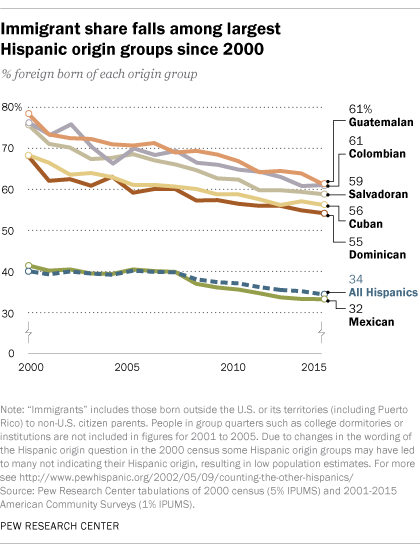 Immigrant share falls among largest
Hispanic origin groups since 2000
% foreign born of each origin group
80%
70
60
50
40
30
0
2000
2005
2010
2015
61%
Guatemalan
61
Colombian
59
Salvadoran
56
Cuban
55
Dominican
34
All Hispanics
32
Mexican
Note: “Immigrants” includes those born outside the U.S. or its territories (including Puerto
Rico) to non-U.S. citizen parents. People in group quarters such as college dormitories or
institutions are not included in figures for 2001 to 2005. Due to changes in the wording of
the Hispanic origin question in the 2000 census some Hispanic origin groups may have led
to many not indicating their Hispanic origin, resulting in low population estimates. For more
see http://www.pewhispanic.org/2002/05/09/counting-the-other-hispanics/
Source: Pew Research Center tabulations of 2000 census (5% IPUMS) and 2001-2015
American Community Surveys (1% IPUMS).
PEW RESEARCH CENTER